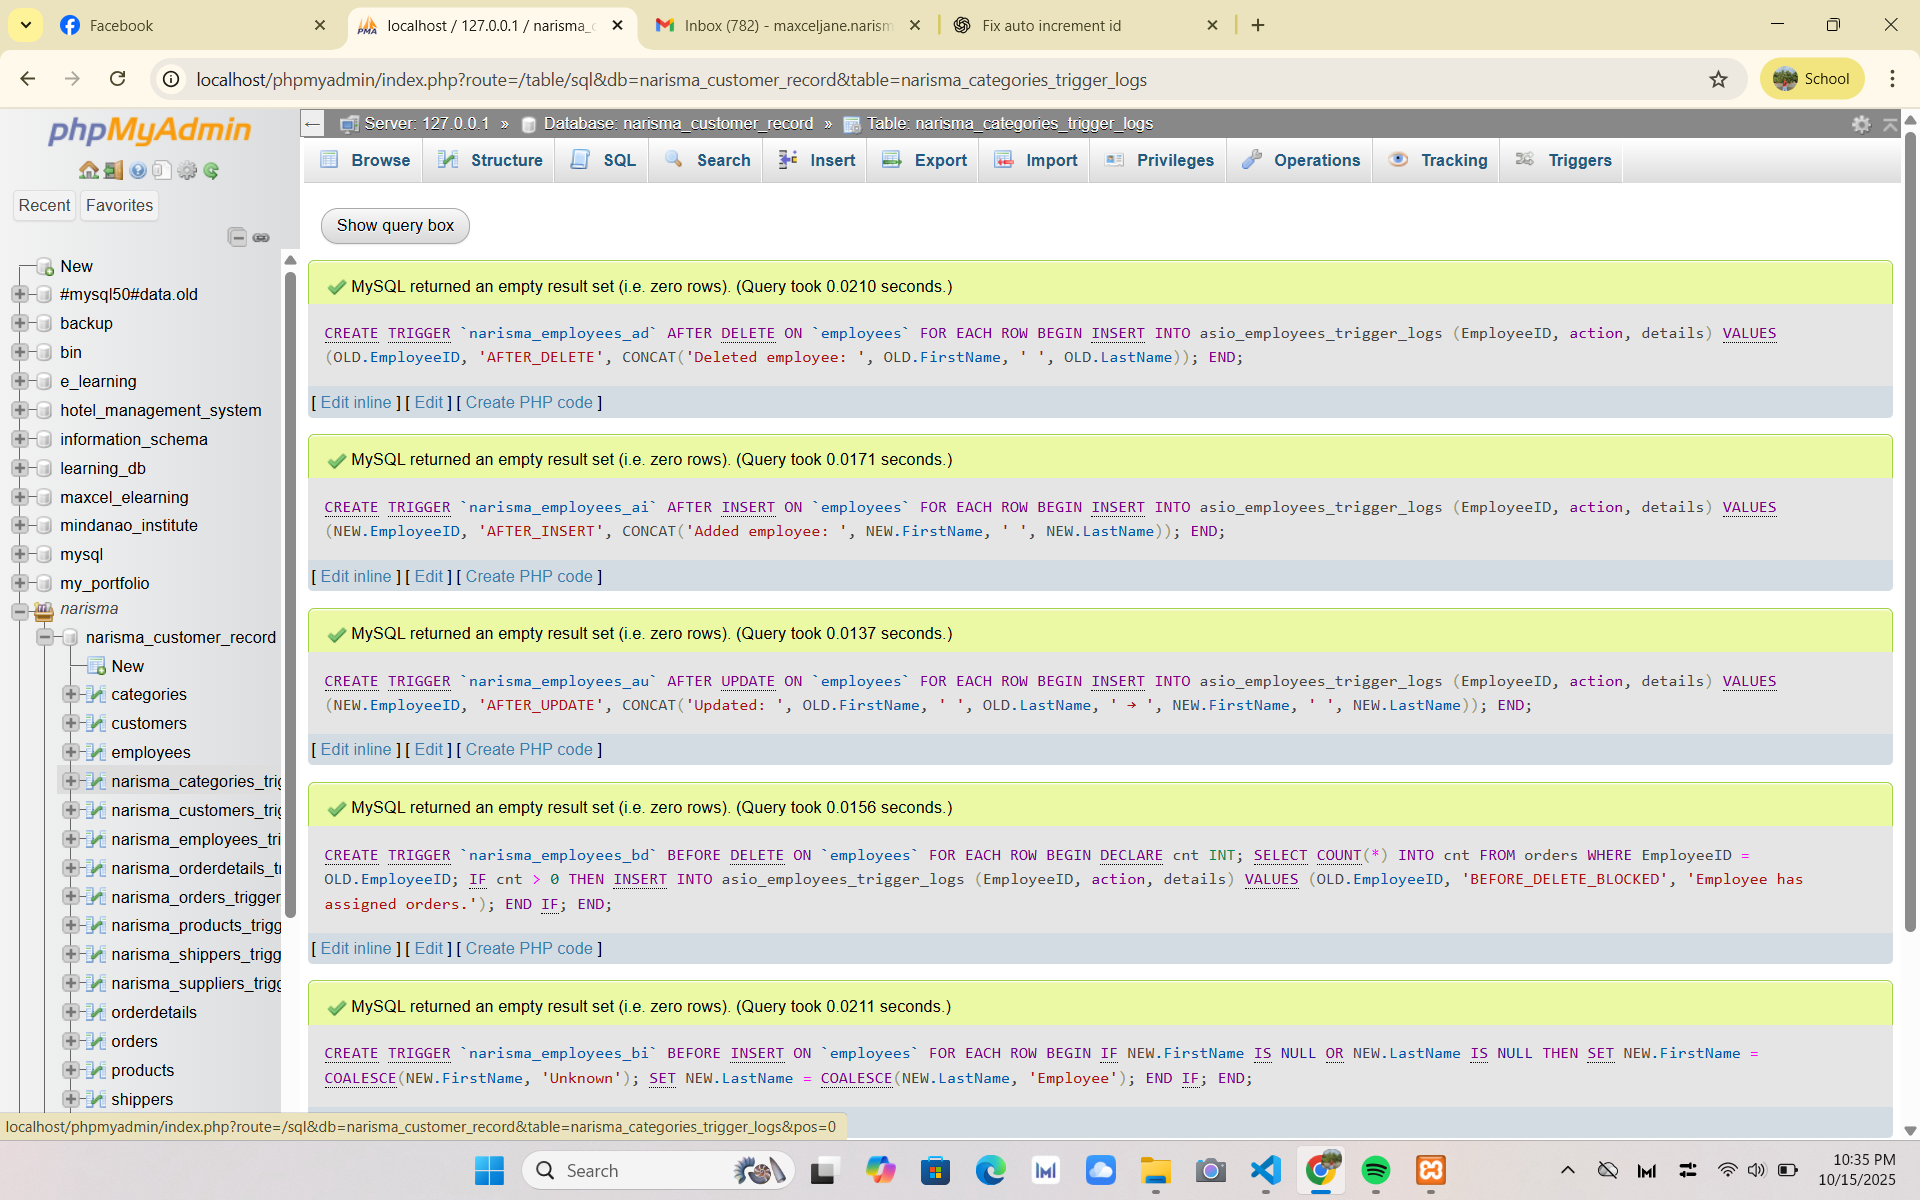 Facebook
localhost / 127.0.0.1 / narisma_c
Inbox (782) - maxceljane.narism
Fix auto increment id
localhost/phpmyadmin/index.php?route=/table/sql&db=narisma_customer_record&table=narisma_categories_trigger_logs
School
phpMyAdmin
Recent
Favorites
New
#mysql50#data.old
backup
bin
e_learning
hotel_management_system
information_schema
learning_db
maxcel_elearning
mindanao_institute
mysql
my_portfolio
narisma
narisma_customer_record
New
categories
customers
employees
narisma_categories_trig
narisma_customers_trig
narisma_employees_tri
narisma_orderdetails_tr
narisma_orders_trigger
narisma_products_trigg
narisma_shippers_trigg
narisma_suppliers_trigg
orderdetails
orders
products
shippers
Server: 127.0.0.1 » Database: narisma_customer_record » Table: narisma_categories_trigger_logs
Browse Structure SQL Search Insert Export Import Privileges Operations Tracking Triggers
Show query box
MySQL returned an empty result set (i.e. zero rows). (Query took 0.0210 seconds.)
CREATE TRIGGER `narisma_employees_ad` AFTER DELETE ON `employees` FOR EACH ROW BEGIN INSERT INTO asio_employees_trigger_logs (EmployeeID, action, details) VALUES
(OLD.EmployeeID, 'AFTER_DELETE', CONCAT('Deleted employee: ', OLD.FirstName, ' ', OLD.LastName)); END;
[ Edit inline ] [ Edit ] [ Create PHP code ]
MySQL returned an empty result set (i.e. zero rows). (Query took 0.0171 seconds.)
CREATE TRIGGER `narisma_employees_ai` AFTER INSERT ON `employees` FOR EACH ROW BEGIN INSERT INTO asio_employees_trigger_logs (EmployeeID, action, details) VALUES
(NEW.EmployeeID, 'AFTER_INSERT', CONCAT('Added employee: ', NEW.FirstName, ' ', NEW.LastName)); END;
[ Edit inline ] [ Edit ] [ Create PHP code ]
MySQL returned an empty result set (i.e. zero rows). (Query took 0.0137 seconds.)
CREATE TRIGGER `narisma_employees_au` AFTER UPDATE ON `employees` FOR EACH ROW BEGIN INSERT INTO asio_employees_trigger_logs (EmployeeID, action, details) VALUES
(NEW.EmployeeID, 'AFTER_UPDATE', CONCAT('Updated: ', OLD.FirstName, ' ', OLD.LastName, ' → ', NEW.FirstName, ' ', NEW.LastName)); END;
[ Edit inline ] [ Edit ] [ Create PHP code ]
MySQL returned an empty result set (i.e. zero rows). (Query took 0.0156 seconds.)
CREATE TRIGGER `narisma_employees_bd` BEFORE DELETE ON `employees` FOR EACH ROW BEGIN DECLARE cnt INT; SELECT COUNT(*) INTO cnt FROM orders WHERE EmployeeID =
OLD.EmployeeID; IF cnt > 0 THEN INSERT INTO asio_employees_trigger_logs (EmployeeID, action, details) VALUES (OLD.EmployeeID, 'BEFORE_DELETE_BLOCKED', 'Employee has
assigned orders.'); END IF; END;
[ Edit inline ] [ Edit ] [ Create PHP code ]
MySQL returned an empty result set (i.e. zero rows). (Query took 0.0211 seconds.)
CREATE TRIGGER `narisma_employees_bi` BEFORE INSERT ON `employees` FOR EACH ROW BEGIN IF NEW.FirstName IS NULL OR NEW.LastName IS NULL THEN SET NEW.FirstName =
COALESCE(NEW.FirstName, 'Unknown'); SET NEW.LastName = COALESCE(NEW.LastName, 'Employee'); END IF; END;
localhost/phpmyadmin/index.php?route=/sql&db=narisma_customer_record&table=narisma_categories_trigger_logs&pos=0
Search
10:35 PM
10/15/2025